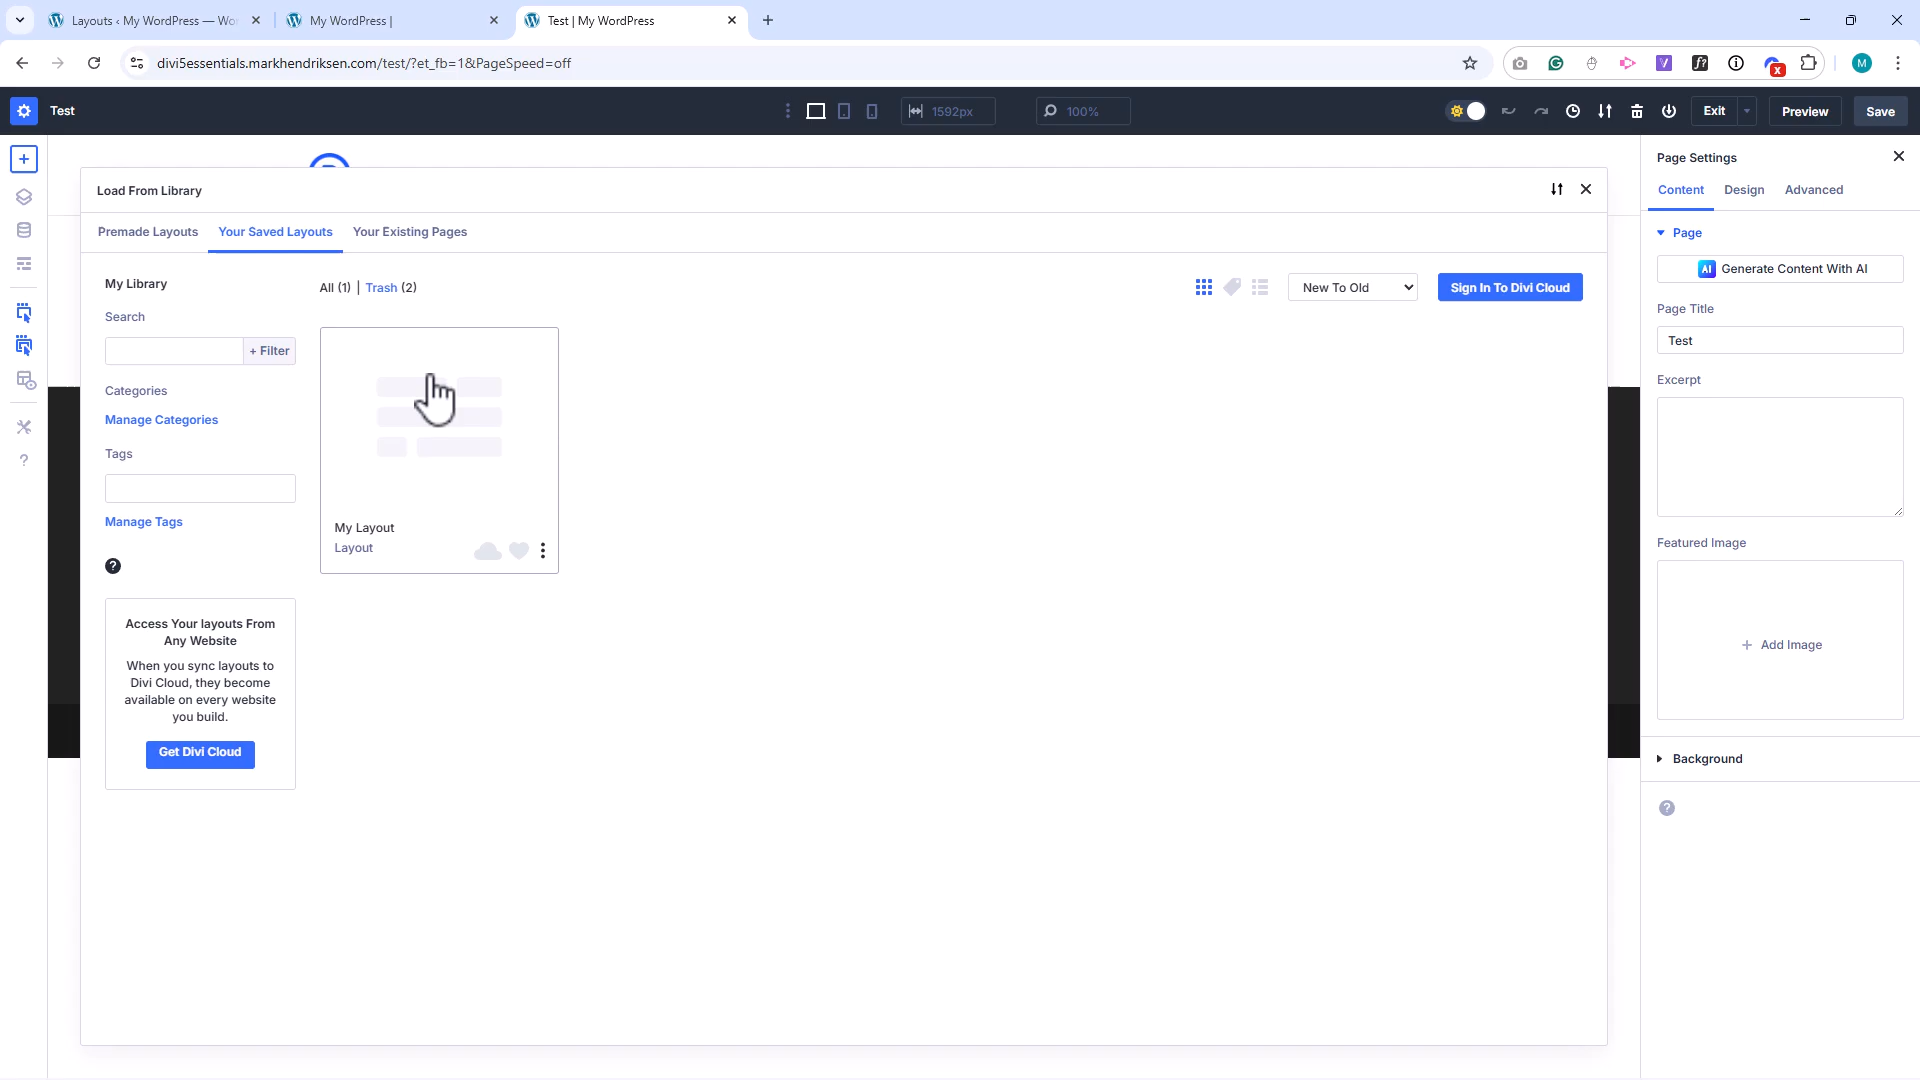 Layouts ‹ My WordPress — Wo
My WordPress |
Test | My WordPress
divi5essentials.markhendriksen.com/test/?et_fb=1&PageSpeed=off
M
Test
1592px
100%
Exit
Preview
Save
Load From Library
Premade Layouts
Your Saved Layouts
Your Existing Pages
My Library
All (1) | Trash (2)
New To Old
Sign In To Divi Cloud
Search
+ Filter
Categories
Manage Categories
Tags
Manage Tags
?
My Layout
Layout
Access Your layouts From
Any Website
When you sync layouts to
Divi Cloud, they become
available on every website
you build.
Get Divi Cloud
Page Settings
Content
Design
Advanced
Page
AI Generate Content With AI
Page Title
Test
Excerpt
Featured Image
+ Add Image
Background
?